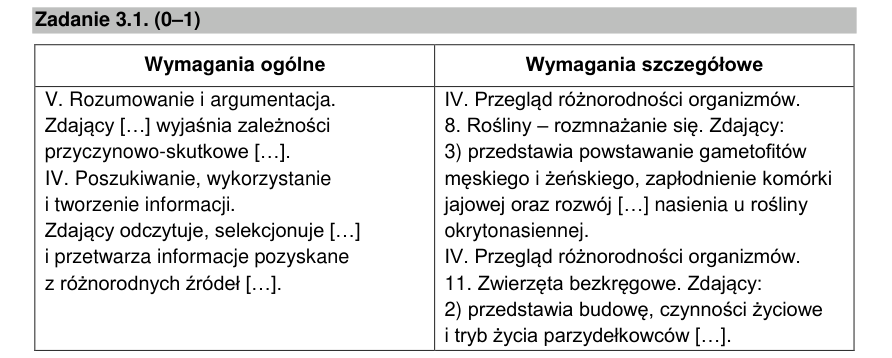 Zadanie 3.1. (0–1)
Wymagania ogólne
V. Rozumowanie i argumentacja.
Zdający […] wyjaśnia zależności
przyczynowo-skutkowe […].
IV. Poszukiwanie, wykorzystanie
i tworzenie informacji.
Zdający odczytuje, selekcjonuje […]
i przetwarza informacje pozyskane
z różnorodnych źródeł […].
Wymagania szczegółowe
IV. Przegląd różnorodności organizmów.
8. Rośliny – rozmnażanie się. Zdający:
3) przedstawia powstawanie gametofitów
męskiego i żeńskiego, zapłodnienie komórki
jajowej oraz rozwój […] nasienia u rośliny
okrytonasiennej.
IV. Przegląd różnorodności organizmów.
11. Zwierzęta bezkręgowe. Zdający:
2) przedstawia budowę, czynności życiowe
i tryb życia parzydełkowców […].